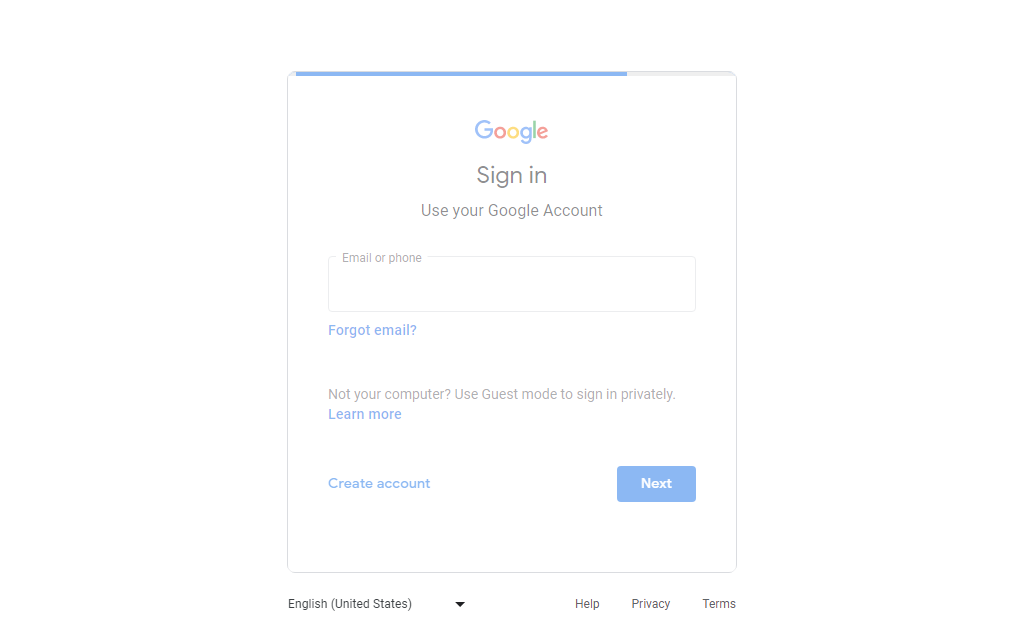 Google
Sign in
Use your Google Account
Email or phone
Forgot email?
Not your computer? Use Guest mode to sign in privately.
Learn more
Create account
Next
English (United States)
Help
Privacy
Terms